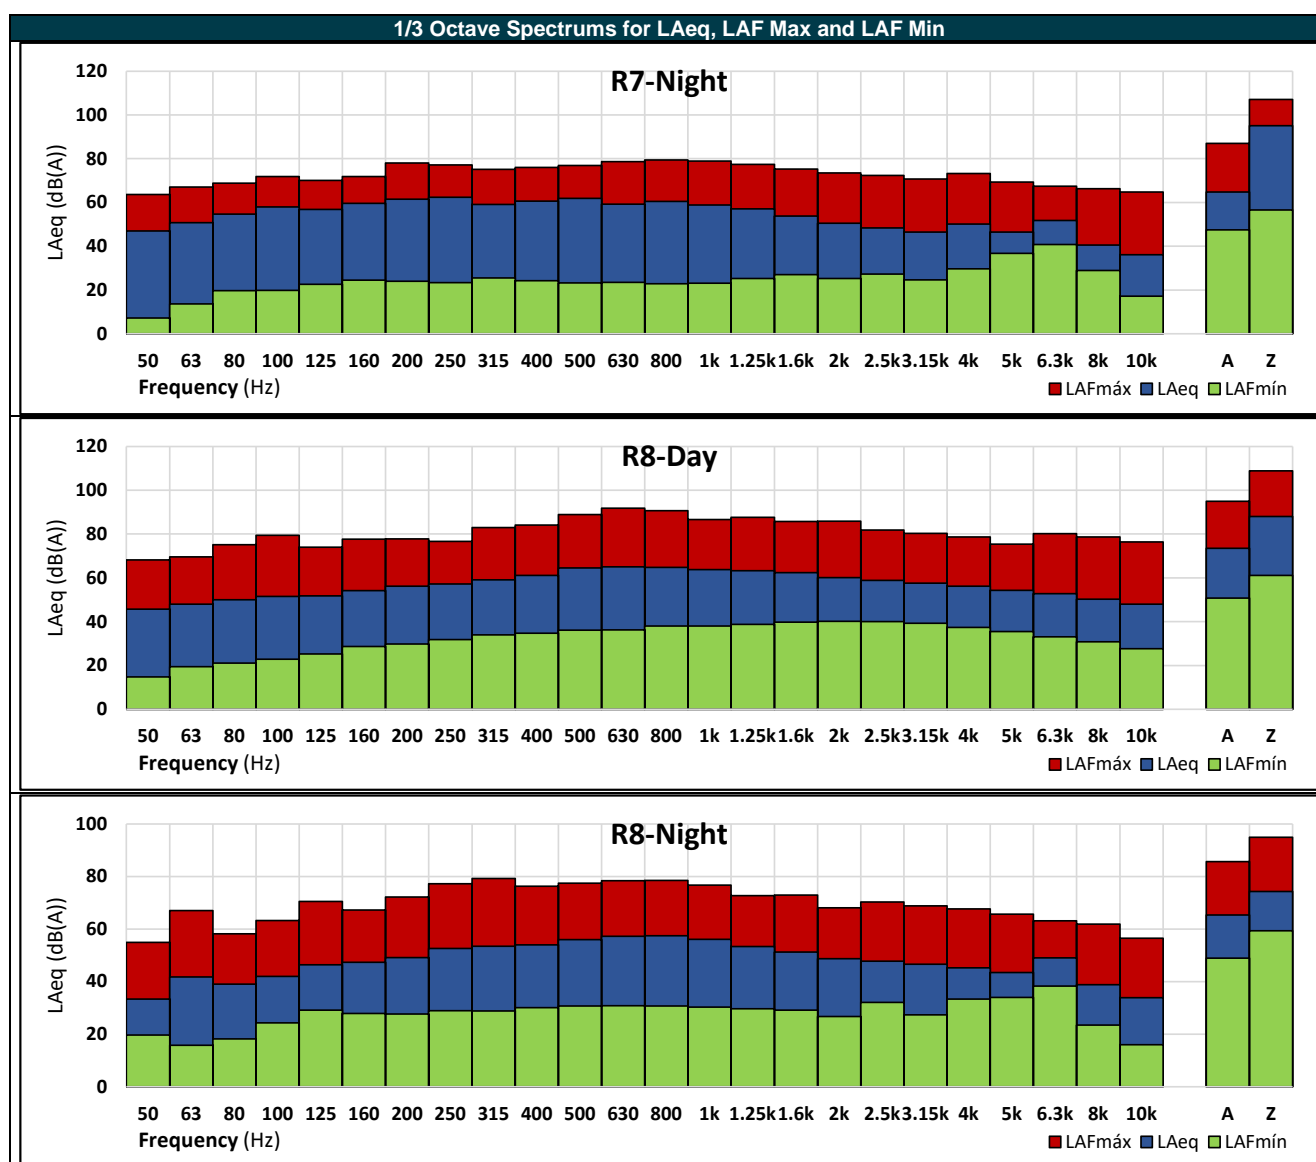 1/3 Octave Spectrums for LAeq, LAF Max and LAF Min
R7-Night
120
100
80
60
40
20
0
LAeq (dB(A))
50 63 80 100 125 160 200 250 315 400 500 630 800 1k 1.25k 1.6k 2k 2.5k 3.15k 4k 5k 6.3k 8k 10k A Z
Frequency (Hz)
LAFmáx LAeq LAFmín
R8-Day
120
100
80
60
40
20
0
LAeq (dB(A))
50 63 80 100 125 160 200 250 315 400 500 630 800 1k 1.25k 1.6k 2k 2.5k 3.15k 4k 5k 6.3k 8k 10k A Z
Frequency (Hz)
LAFmáx LAeq LAFmín
R8-Night
100
80
60
40
20
0
LAeq (dB(A))
50 63 80 100 125 160 200 250 315 400 500 630 800 1k 1.25k 1.6k 2k 2.5k 3.15k 4k 5k 6.3k 8k 10k A Z
Frequency (Hz)
LAFmáx LAeq LAFmín